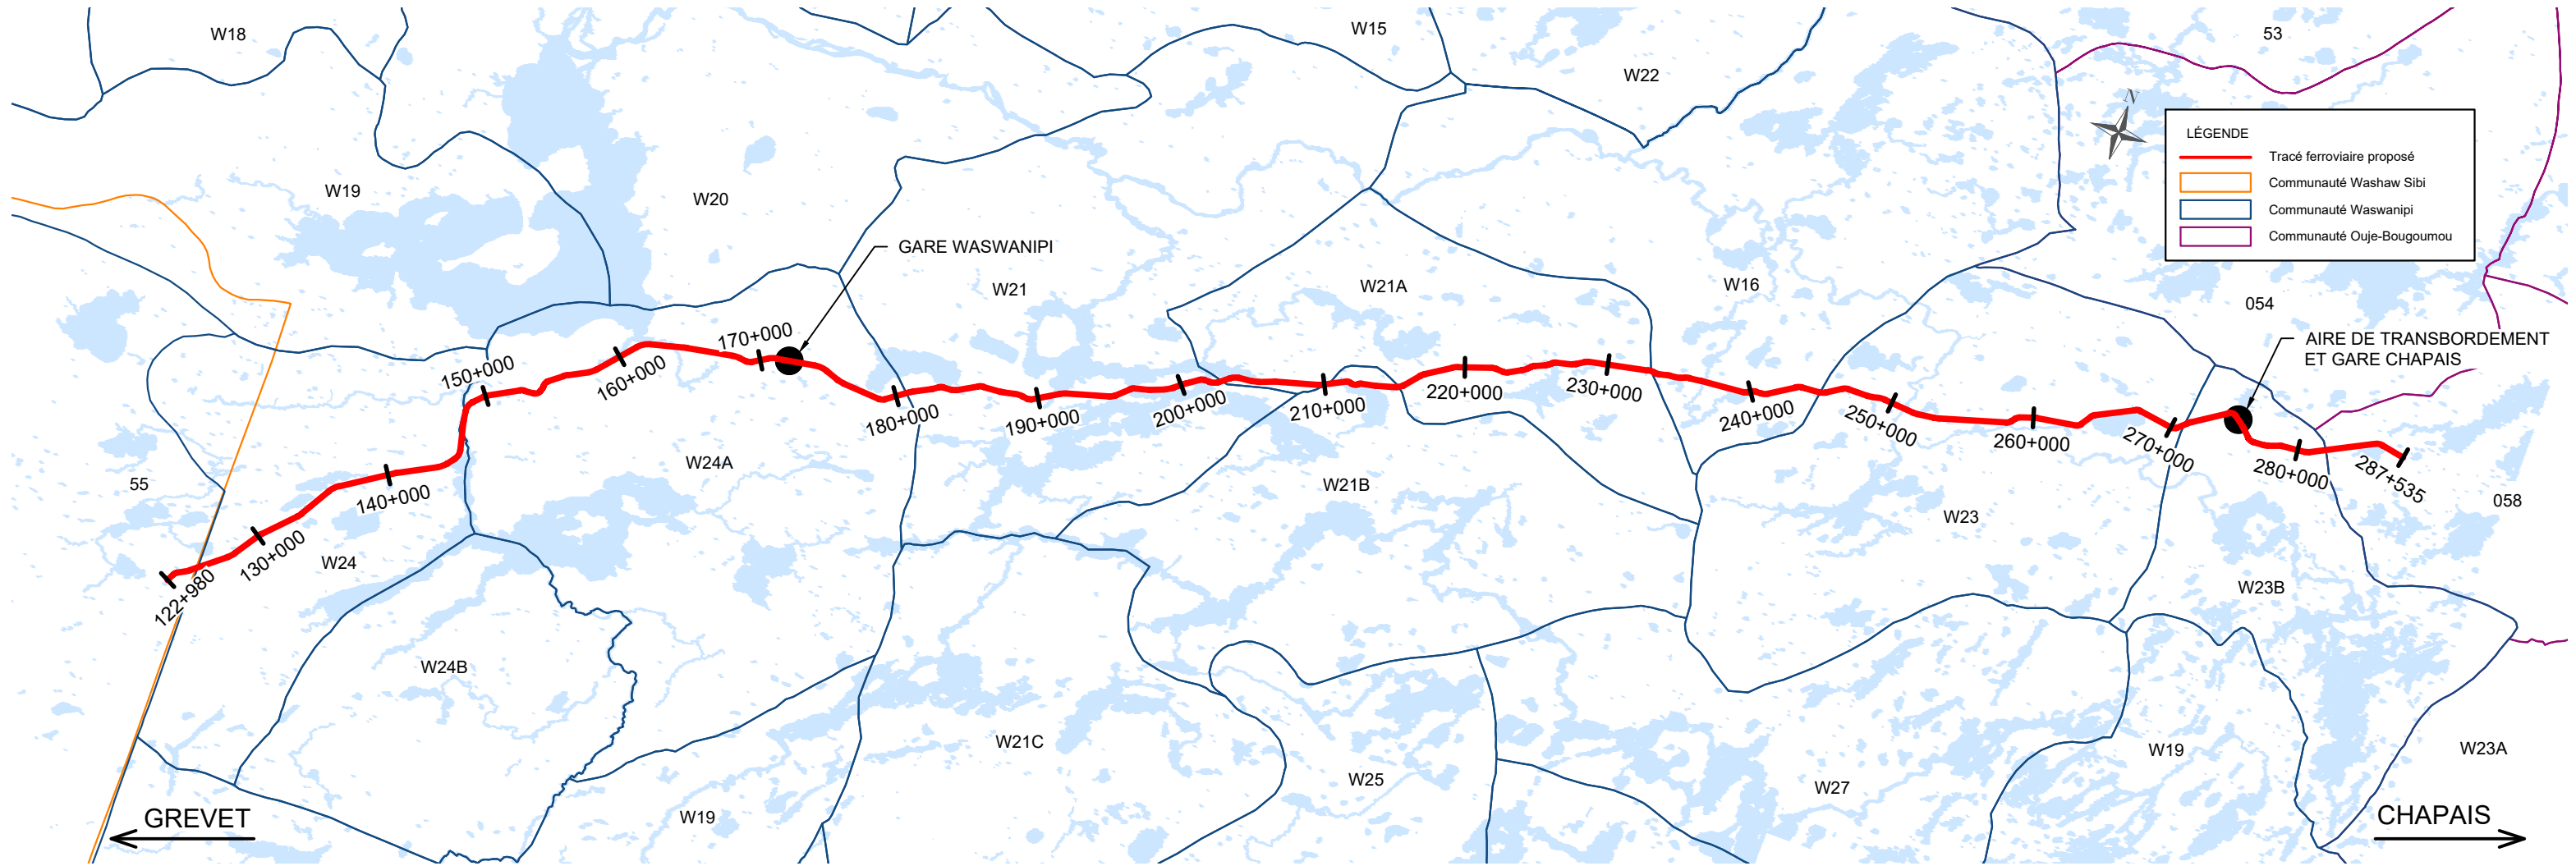 W18
W15
53
W22
N
LÉGENDE
Tracé ferroviaire proposé
Communauté Washaw Sibi
Communauté Waswanipi
Communauté Ouje-Bougoumou
W19
W20
GARE WASWANIPI
W21
W21A
W16
054
AIRE DE TRANSBORDEMENT
ET GARE CHAPAIS
122+980
130+000
140+000
150+000
160+000
170+000
180+000
190+000
200+000
210+000
220+000
230+000
240+000
250+000
260+000
270+000
280+000
287+535
55
W24
W24A
W21B
W23
058
W23B
W24B
W21C
W19
W25
W27
W19
W23A
GREVET
CHAPAIS